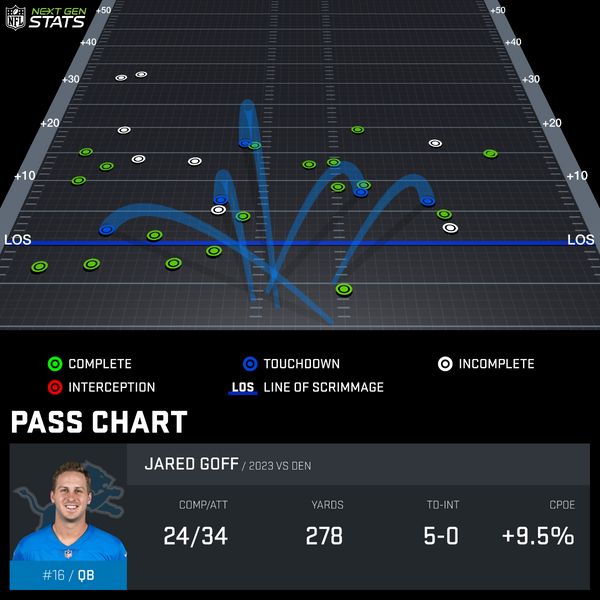 NFL NEXT GEN STATS
+50 +50
+40 +40
+30 +30
+20 +20
+10 +10
LOS LOS
COMPLETE TOUCHDOWN INCOMPLETE
INTERCEPTION LOS LINE OF SCRIMMAGE
PASS CHART
JARED GOFF / 2023 VS DEN
COMP/ATT YARDS TD-INT CPOE
24/34 278 5-0 +9.5%
#16 / QB